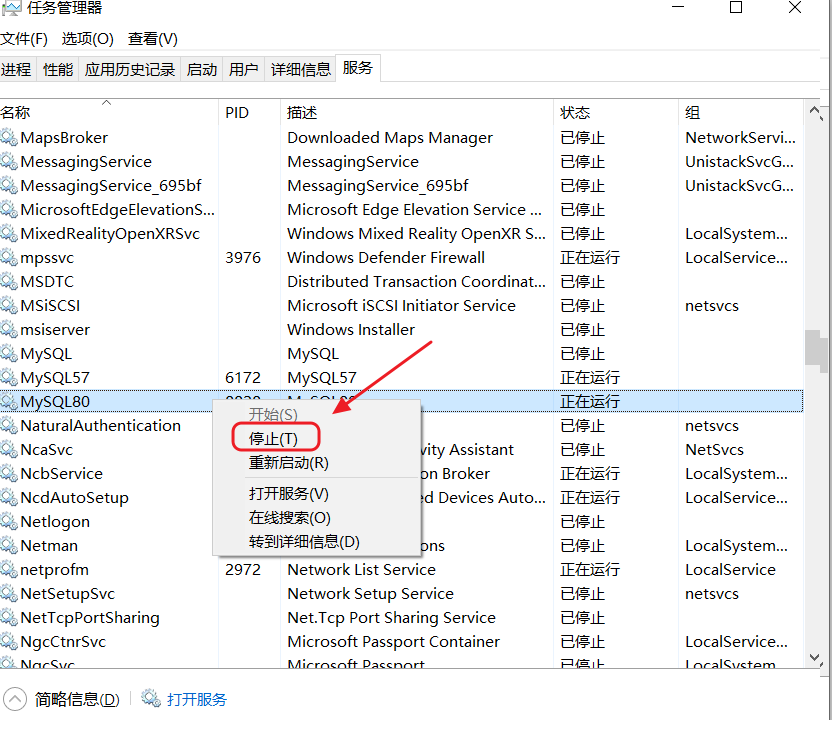 任务管理器
文件(F) 选项(O) 查看(V)
进程 性能 应用历史记录 启动 用户 详细信息 服务
名称 PID 描述 状态 组
MapsBroker Downloaded Maps Manager 已停止 NetworkServi...
MessagingService MessagingService 已停止 UnistackSvcG...
MessagingService_695bf MessagingService_695bf 已停止 UnistackSvcG...
MicrosoftEdgeElevationS... Microsoft Edge Elevation Service ... 已停止
MixedRealityOpenXRSvc Windows Mixed Reality OpenXR S... 已停止 LocalSystem...
mpssvc 3976 Windows Defender Firewall 正在运行 LocalService...
MSDTC Distributed Transaction Coordinat... 已停止
MSiSCSI Microsoft iSCSI Initiator Service 已停止 netsvcs
msiserver Windows Installer 已停止
MySQL MySQL 已停止
MySQL57 6172 MySQL57 正在运行
MySQL80 正在运行
开始(S)
NaturalAuthentication 已停止 netsvcs
停止(T)
NcaSvc vity Assistant 已停止 NetSvcs
重新启动(R)
NcbService on Broker 正在运行 LocalSystem...
打开服务(V)
NcdAutoSetup ed Devices Auto... 正在运行 LocalService...
在线搜索(O)
Netlogon 已停止
转到详细信息(D)
Netman ons 已停止 LocalSystem...
netprofm 2972 Network List Service 正在运行 LocalService
NetSetupSvc Network Setup Service 已停止 netsvcs
NetTcpPortSharing Net.Tcp Port Sharing Service 已停止
NgcCtnrSvc Microsoft Passport Container 已停止 LocalService...
NgcSvc Microsoft Passport 已停止 LocalSystem
简略信息(D) 打开服务